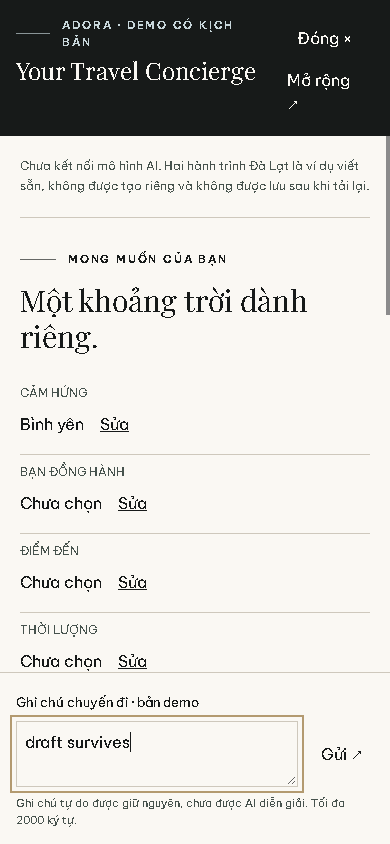 ADORA · DEMO CÓ KỊCH
BẢN
Your Travel Concierge
Đóng ×
Mở rộng
↗
Chưa kết nối mô hình AI. Hai hành trình Đà Lạt là ví dụ viết
sẵn, không được tạo riêng và không được lưu sau khi tải lại.
MONG MUỐN CỦA BẠN
Một khoảng trời dành
riêng.
CẢM HỨNG
Bình yên Sửa
BẠN ĐỒNG HÀNH
Chưa chọn Sửa
ĐIỂM ĐẾN
Chưa chọn Sửa
THỜI LƯỢNG
Chưa chọn Sửa
Ghi chú chuyến đi · bản demo
draft survives
Gửi ↗
Ghi chú tự do được giữ nguyên, chưa được AI diễn giải. Tối đa
2000 ký tự.